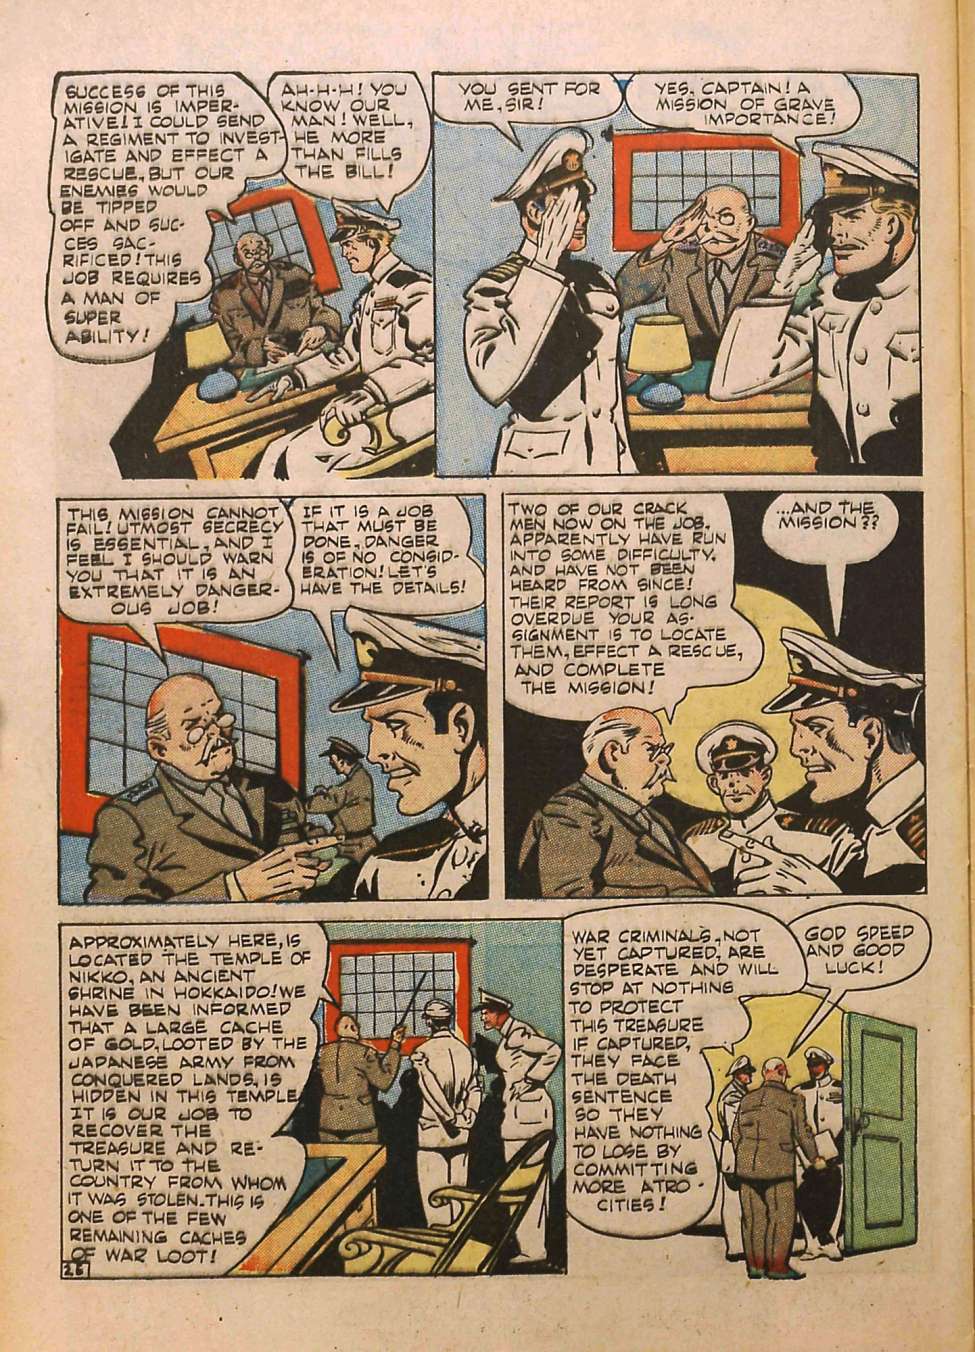 SUCCESS OF THIS
MISSION IS IMPER-
ATIVE! I COULD SEND
A REGIMENT TO INVEST-
IGATE AND EFFECT A
RESCUE, BUT OUR
ENEMIES WOULD
BE TIPPED
OFF AND SUC-
CES SAC-
RIFICED! THIS
JOB REQUIRES
A MAN OF
SUPER
ABILITY!
AH-H-H! YOU
KNOW OUR
MAN! WELL,
HE MORE
THAN FILLS
THE BILL!
YOU SENT FOR
ME, SIR!
YES, CAPTAIN! A
MISSION OF GRAVE
IMPORTANCE!
THIS MISSION CANNOT
FAIL! UTMOST SECRECY
IS ESSENTIAL, AND I
FEEL I SHOULD WARN
YOU THAT IT IS AN
EXTREMELY DANGER-
OUS JOB!
IF IT IS A JOB
THAT MUST BE
DONE, DANGER
IS OF NO CONSID-
ERATION! LET'S
HAVE THE DETAILS!
TWO OF OUR CRACK
MEN NOW ON THE JOB,
APPARENTLY HAVE RUN
INTO SOME DIFFICULTY,
AND HAVE NOT BEEN
HEARD FROM SINCE!
THEIR REPORT IS LONG
OVERDUE YOUR AS-
SIGNMENT IS TO LOCATE
THEM, EFFECT A RESCUE,
AND COMPLETE
THE MISSION!
...AND THE
MISSION??
APPROXIMATELY HERE, IS
LOCATED THE TEMPLE OF
NIKKO, AN ANCIENT
SHRINE IN HOKKAIDO! WE
HAVE BEEN INFORMED
THAT A LARGE CACHE
OF GOLD, LOOTED BY THE
JAPANESE ARMY FROM
CONQUERED LANDS, IS
HIDDEN IN THIS TEMPLE
IT IS OUR JOB TO
RECOVER THE
TREASURE AND RE-
TURN IT TO THE
COUNTRY FROM WHOM
IT WAS STOLEN. THIS IS
ONE OF THE FEW
REMAINING CACHES
OF WAR LOOT!
WAR CRIMINALS, NOT
YET CAPTURED, ARE
DESPERATE AND WILL
STOP AT NOTHING
TO PROTECT
THIS TREASURE
IF CAPTURED,
THEY FACE
THE DEATH
SENTENCE
SO THEY
HAVE NOTHING
TO LOSE BY
COMMITTING
MORE ATRO-
CITIES!
GOD SPEED
AND GOOD
LUCK!